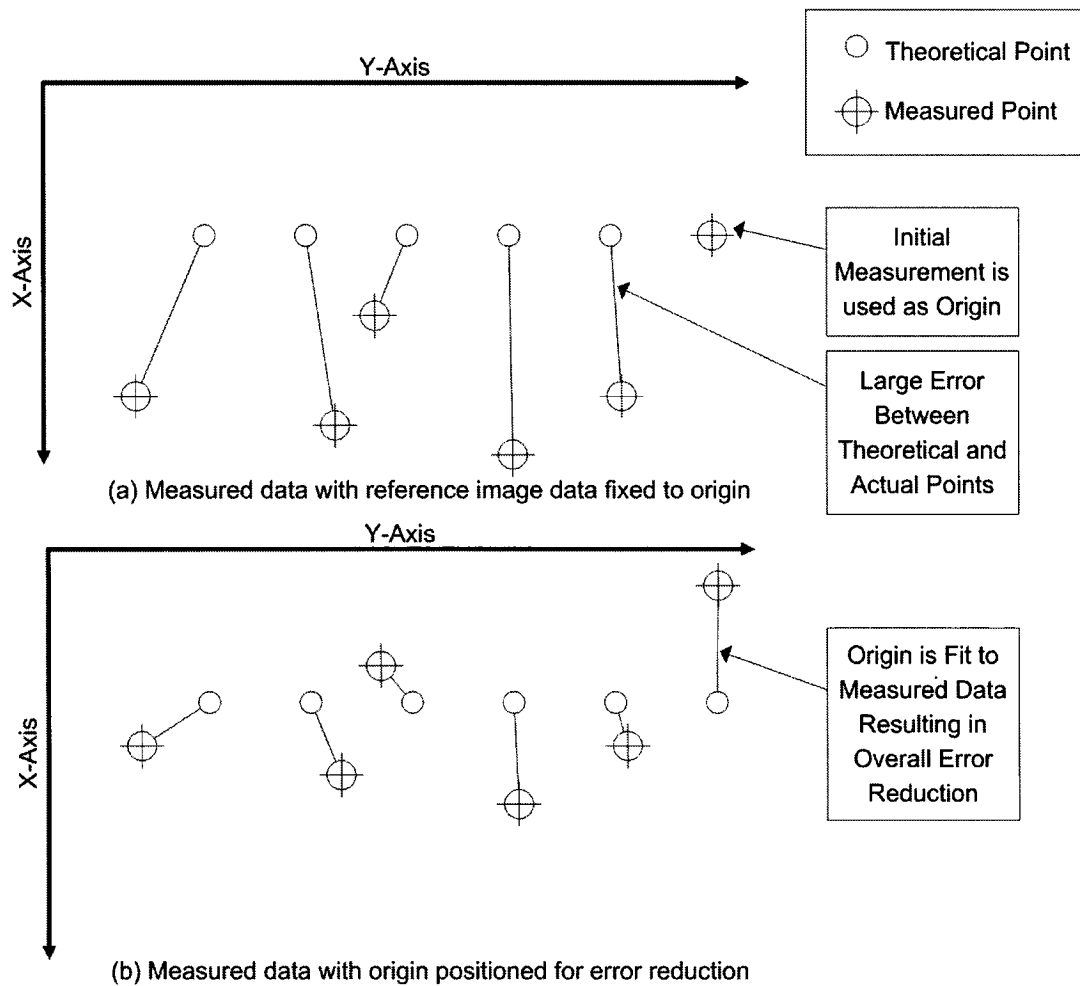 Theoretical Point
Measured Point
Y-Axis
X-Axis
Initial
Measurement is
used as Origin
Large Error
Between
Theoretical and
Actual Points
(a) Measured data with reference image data fixed to origin
Y-Axis
X-Axis
Origin is Fit to
Measured Data
Resulting in
Overall Error
Reduction
(b) Measured data with origin positioned for error reduction